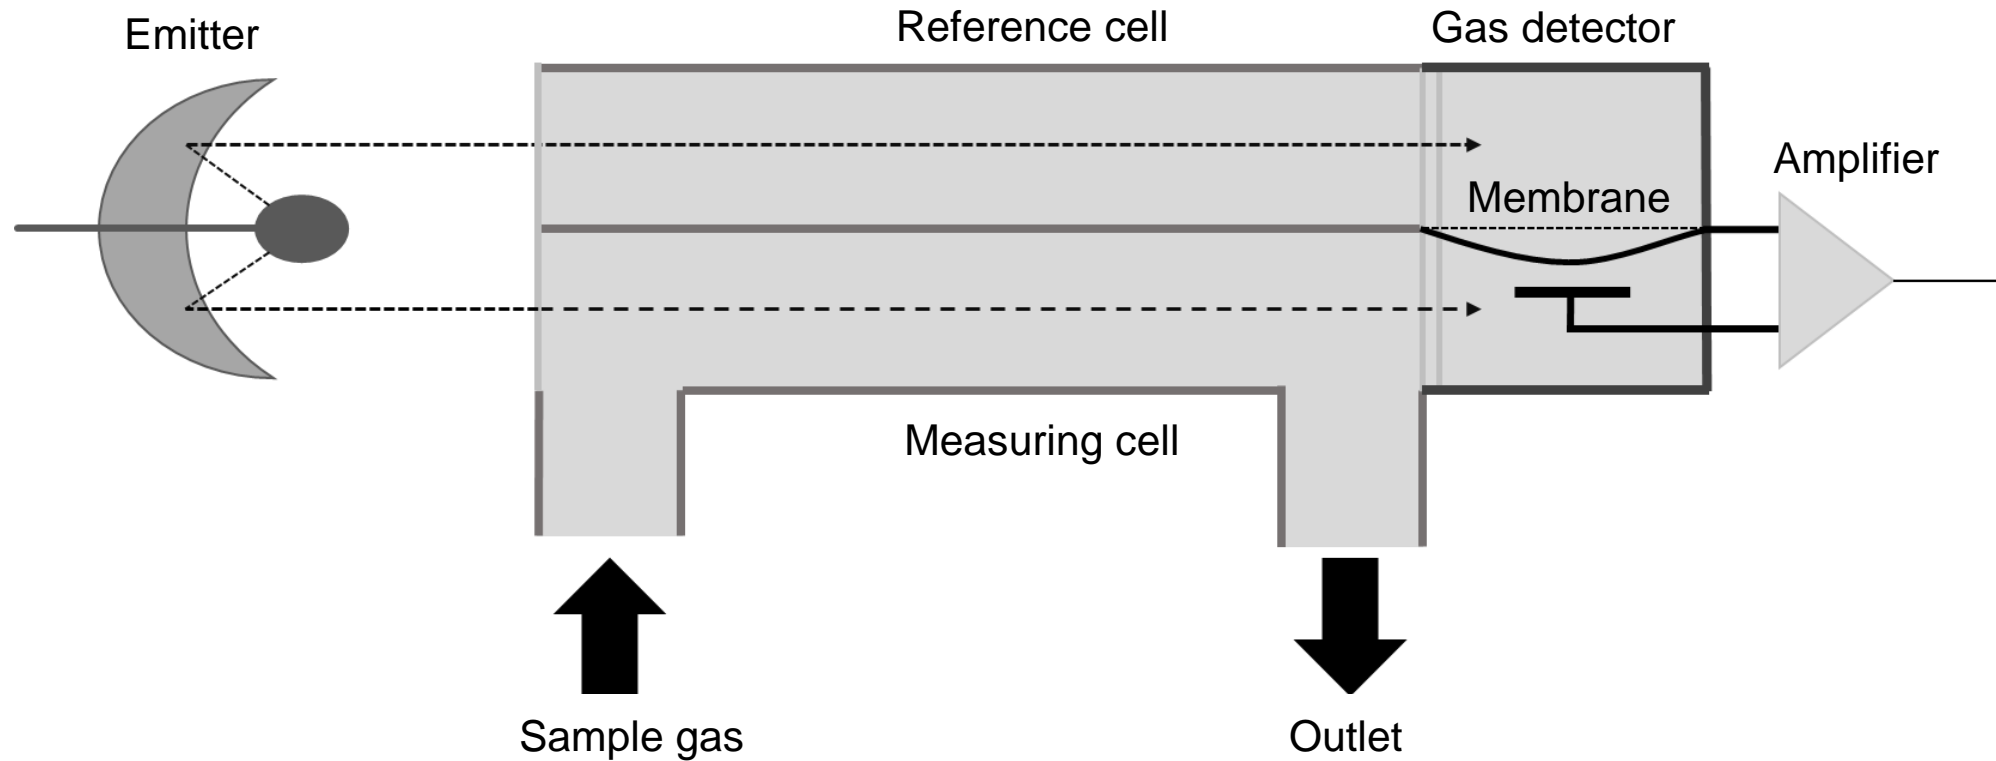 Emitter
Reference cell
Gas detector
Amplifier
Membrane
Measuring cell
Sample gas
Outlet